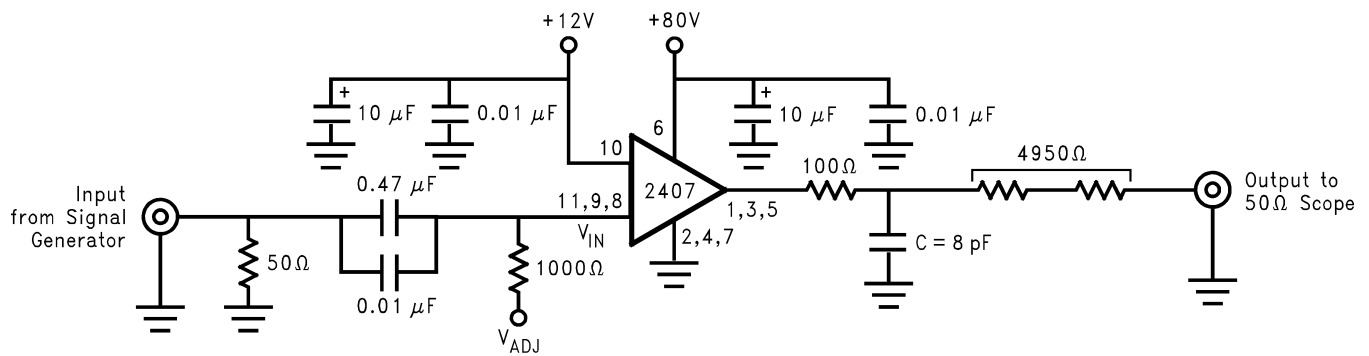 +12V
+80V
+
10 μF
0.01 μF
+
10 μF
0.01 μF
6
10
100Ω
4950Ω
Input
from Signal
Generator
0.47 μF
11,9,8
2407
1,3,5
Output to
50Ω Scope
V_IN
2,4,7
C = 8 pF
50Ω
1000Ω
0.01 μF
V_ADJ